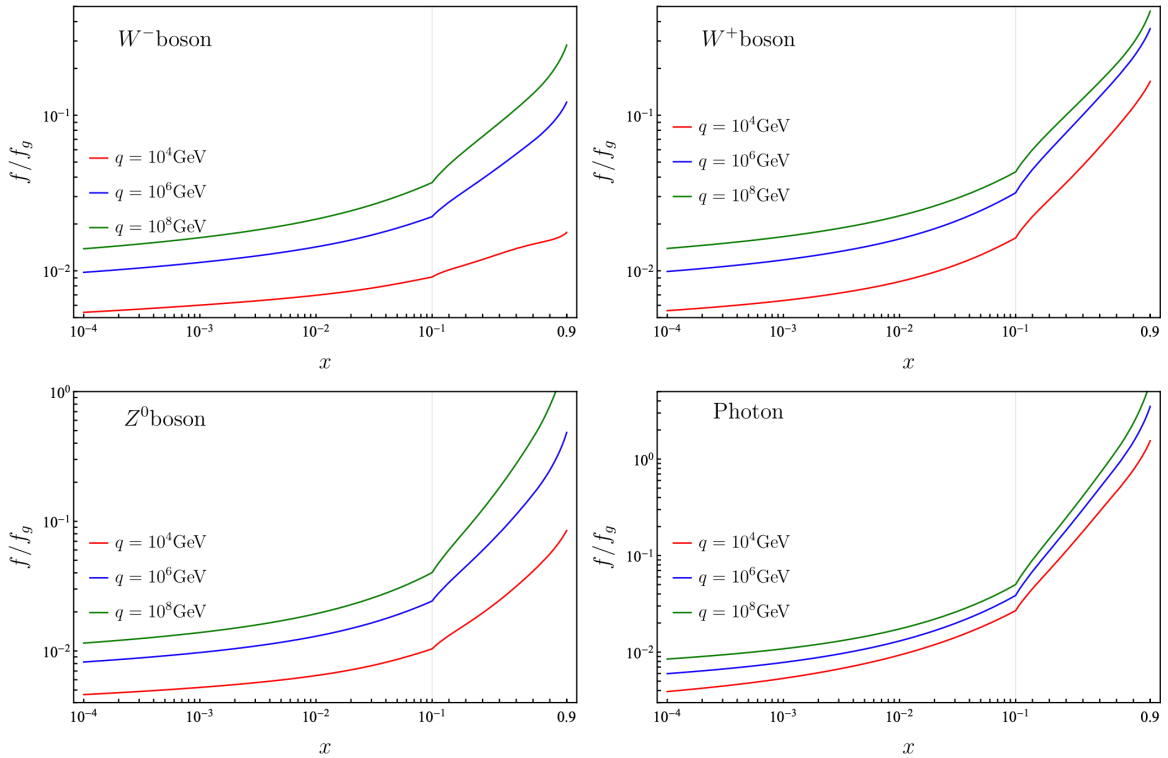 W⁻boson
f/f_g
10⁻¹
10⁻²
q = 10⁴GeV
q = 10⁶GeV
q = 10⁸GeV
10⁻⁴ 10⁻³ 10⁻² 10⁻¹ 0.9
x
W⁺boson
f/f_g
10⁻¹
10⁻²
q = 10⁴GeV
q = 10⁶GeV
q = 10⁸GeV
10⁻⁴ 10⁻³ 10⁻² 10⁻¹ 0.9
x
Z⁰boson
f/f_g
10⁰
10⁻¹
10⁻²
q = 10⁴GeV
q = 10⁶GeV
q = 10⁸GeV
10⁻⁴ 10⁻³ 10⁻² 10⁻¹ 0.9
x
Photon
f/f_g
10⁰
10⁻¹
10⁻²
q = 10⁴GeV
q = 10⁶GeV
q = 10⁸GeV
10⁻⁴ 10⁻³ 10⁻² 10⁻¹ 0.9
x